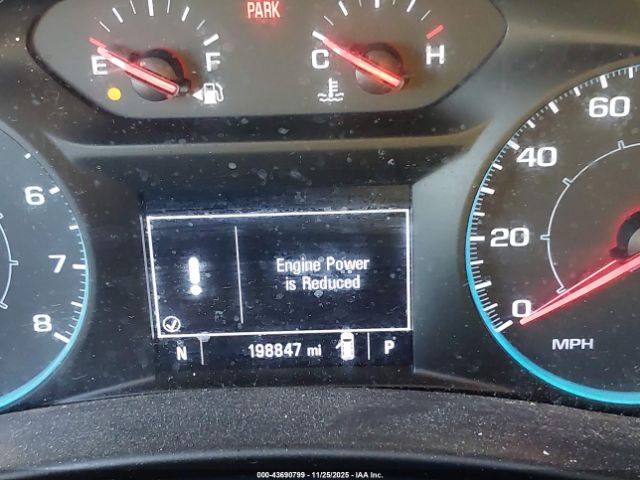 PARK
E F C H
60
40
20
0
MPH
6
7
8
Engine Power
is Reduced
N 198847 mi P
000-43690799 - 11/25/2025 - IAA Inc.